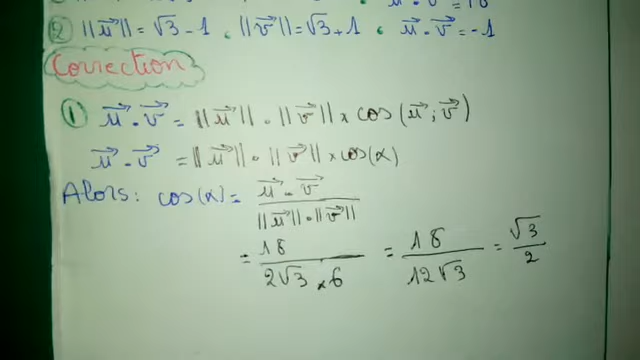 ② ||u⃗|| = √3 - 1 , ||v⃗|| = √3 + 1 , u⃗ . v⃗ = -1
Correction
① u⃗ . v⃗ = ||u⃗|| . ||v⃗|| × cos(u⃗ ; v⃗)
u⃗ . v⃗ = ||u⃗|| . ||v⃗|| × cos(α)
Alors : cos(α) = u⃗ . v⃗ / ||u⃗|| . ||v⃗||
= 18 / 2√3 × 6 = 18 / 12√3 = √3 / 2